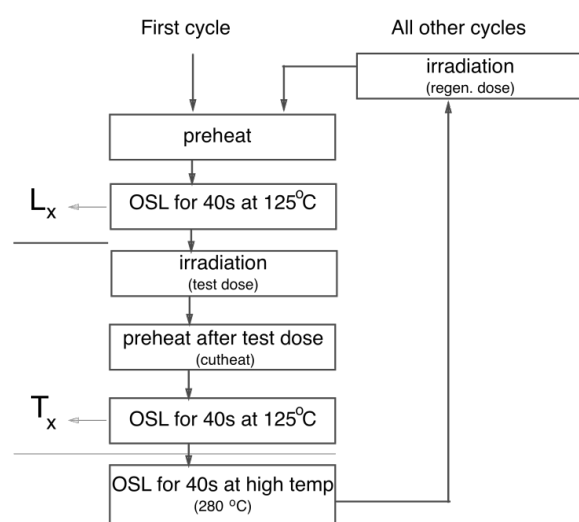 First cycle
All other cycles
irradiation
(regen. dose)
preheat
Lx
OSL for 40s at 125°C
irradiation
(test dose)
preheat after test dose
(cutheat)
Tx
OSL for 40s at 125°C
OSL for 40s at high temp
(280 °C)